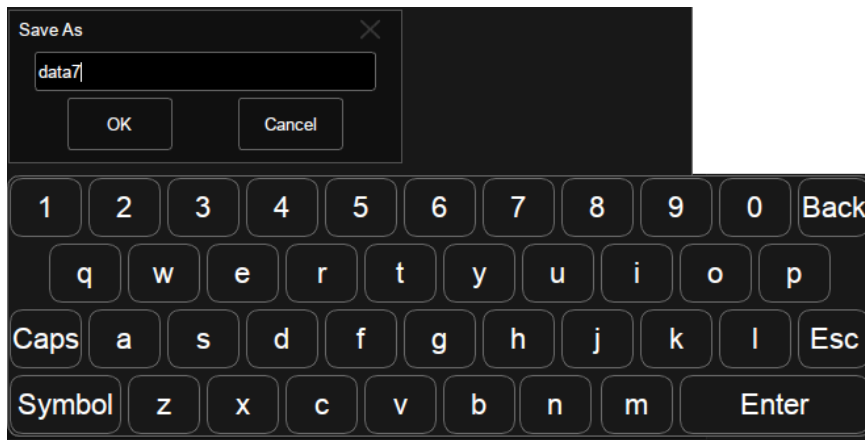 Save As
data7
OK Cancel
1 2 3 4 5 6 7 8 9 0 Back
q w e r t y u i o p
Caps a s d f g h j k l Esc
Symbol z x c v b n m Enter